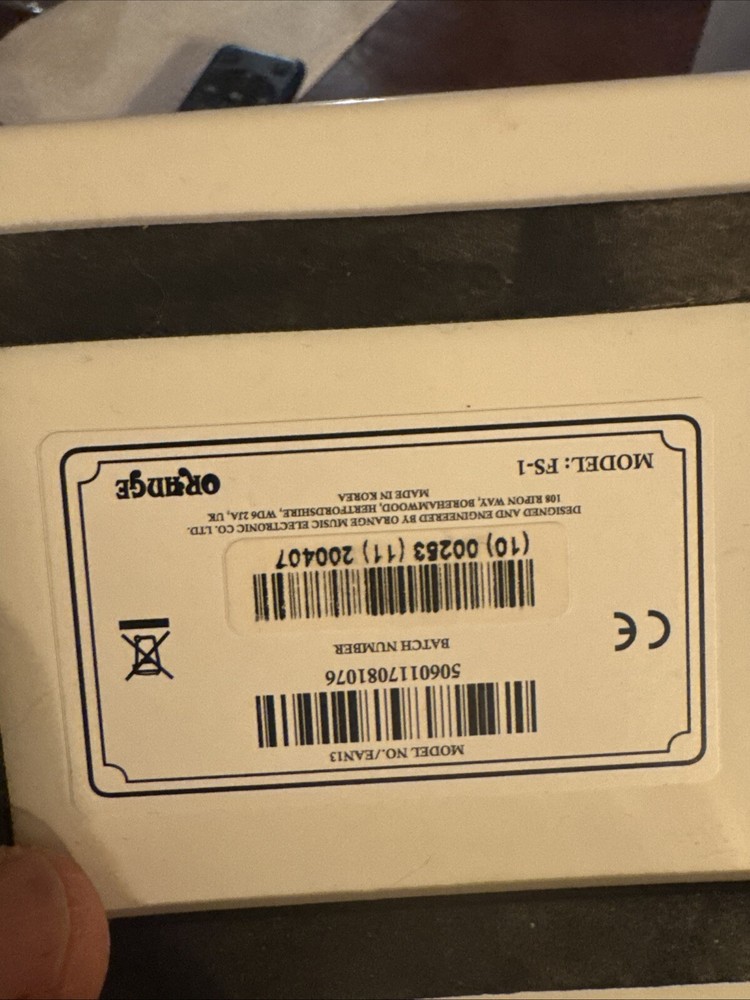 MODEL: FS-1
ORANGE
DESIGNED AND ENGINEERED BY ORANGE MUSIC ELECTRONIC CO. LTD.
108 RIPON WAY, BOREHAMWOOD, HERTFORDSHIRE, WD6 2JA, UK
MADE IN KOREA
(10) 00283 (11) 200407
BATCH NUMBER
5060117081076
MODEL NO./EAN13
CE